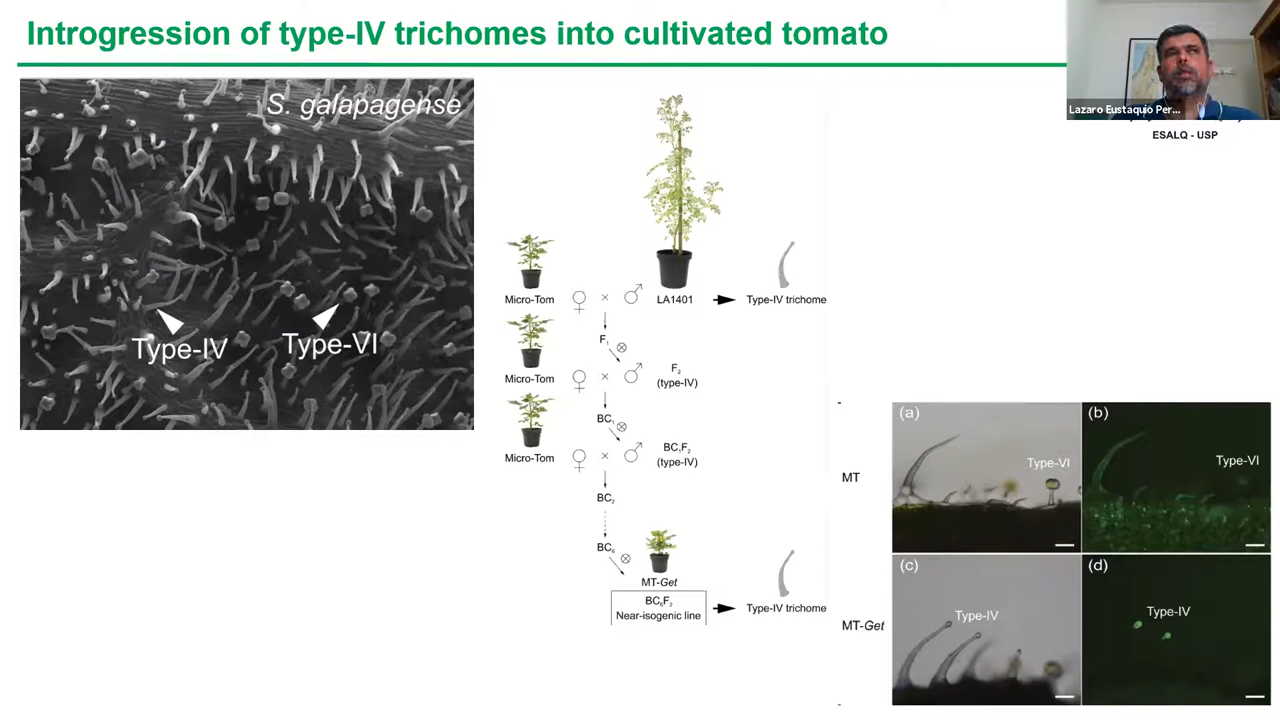 Introgression of type-IV trichomes into cultivated tomato
Lazaro Eustaquio Per...
ESALQ - USP
S. galapagense
Type-IV
Type-VI
Micro-Tom
♀ × ♂
LA1401
Type-IV trichome
F1
Micro-Tom
♀ × ♂
F2
(type-IV)
BC1
Micro-Tom
♀ × ♂
BC1F2
(type-IV)
BC2
BC6
MT-Get
BC6F2
Near-isogenic line
Type-IV trichome
MT
(a)
Type-VI
(b)
Type-VI
MT-Get
(c)
Type-IV
(d)
Type-IV